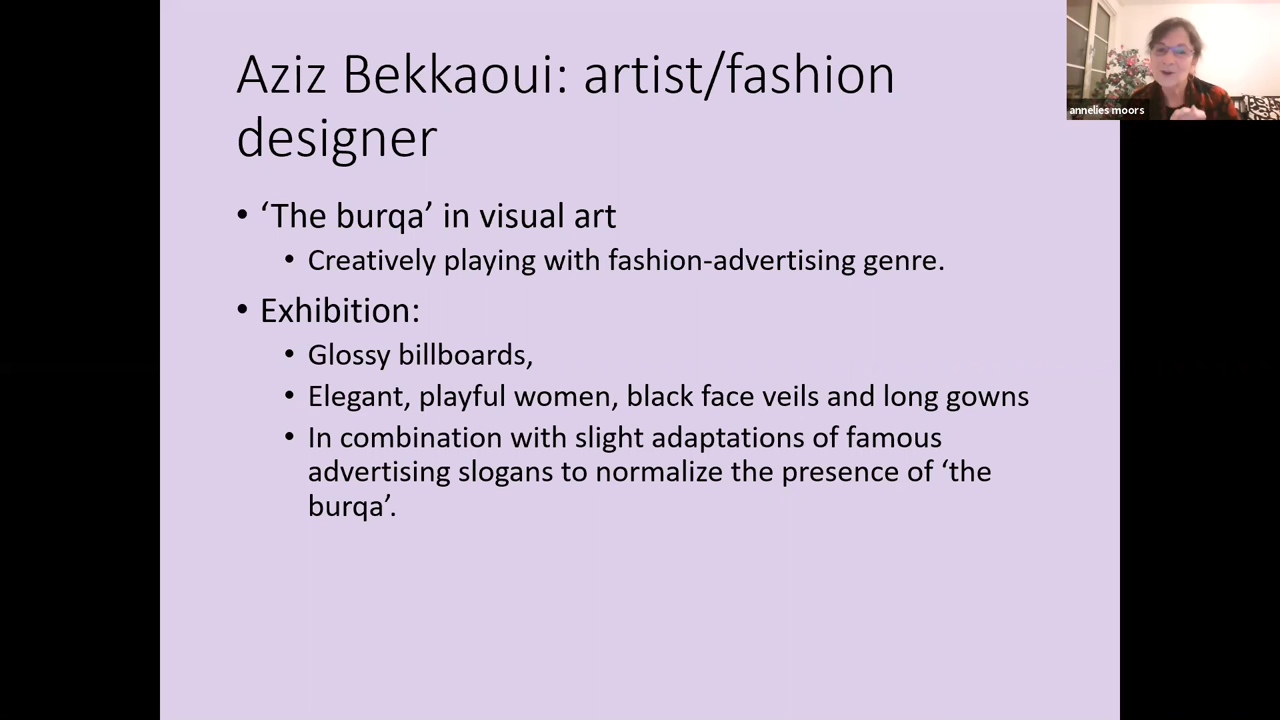 Aziz Bekkaoui: artist/fashion
designer
• ‘The burqa’ in visual art
• Creatively playing with fashion-advertising genre.
• Exhibition:
• Glossy billboards,
• Elegant, playful women, black face veils and long gowns
• In combination with slight adaptations of famous
advertising slogans to normalize the presence of ‘the
burqa’.
annelies moors